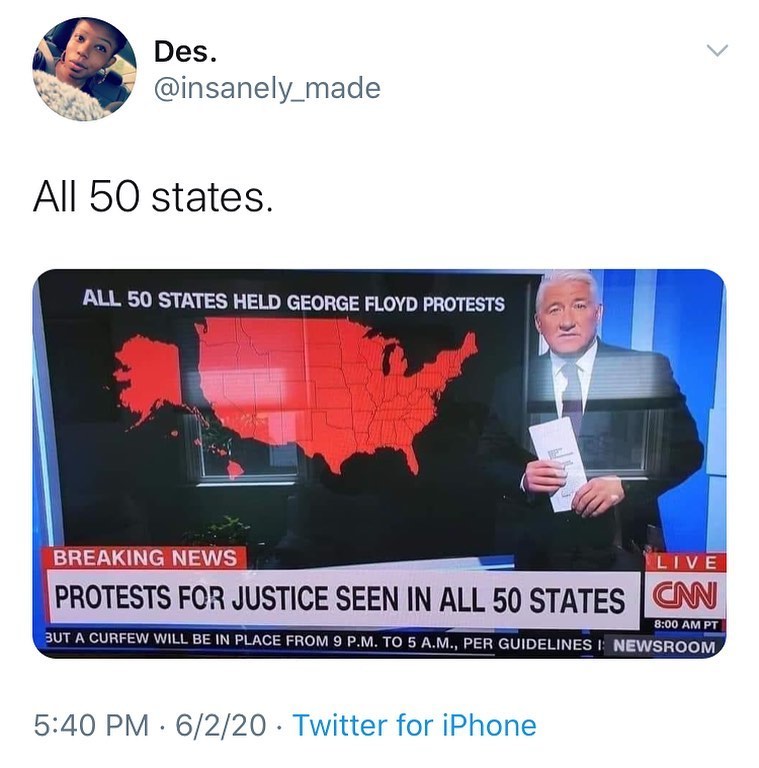 Des.
@insanely_made
All 50 states.
ALL 50 STATES HELD GEORGE FLOYD PROTESTS
BREAKING NEWS
LIVE
PROTESTS FOR JUSTICE SEEN IN ALL 50 STATES
CNN
8:00 AM PT
BUT A CURFEW WILL BE IN PLACE FROM 9 P.M. TO 5 A.M., PER GUIDELINES
NEWSROOM
5:40 PM · 6/2/20 · Twitter for iPhone